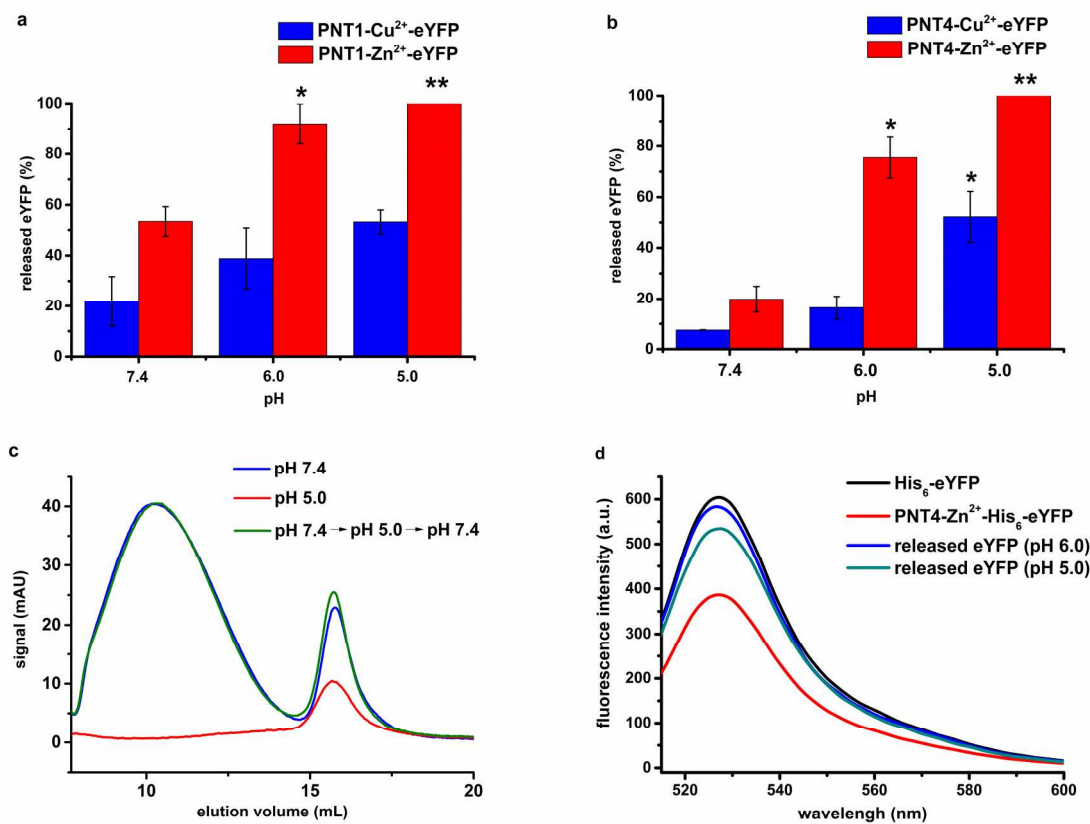 a
PNT1-Cu²⁺-eYFP
PNT1-Zn²⁺-eYFP
released eYFP (%)
100
80
60
40
20
0
*
**
7.4 6.0 5.0
pH
b
PNT4-Cu²⁺-eYFP
PNT4-Zn²⁺-eYFP
released eYFP (%)
100
80
60
40
20
0
*
*
**
7.4 6.0 5.0
pH
c
pH 7.4
pH 5.0
pH 7.4→pH 5.0→pH 7.4
signal (mAU)
40
30
20
10
0
10 15 20
elution volume (mL)
d
His₆-eYFP
PNT4-Zn²⁺-His₆-eYFP
released eYFP (pH 6.0)
released eYFP (pH 5.0)
fluorescence intensity (a.u.)
600
500
400
300
200
100
0
520 540 560 580 600
wavelengh (nm)